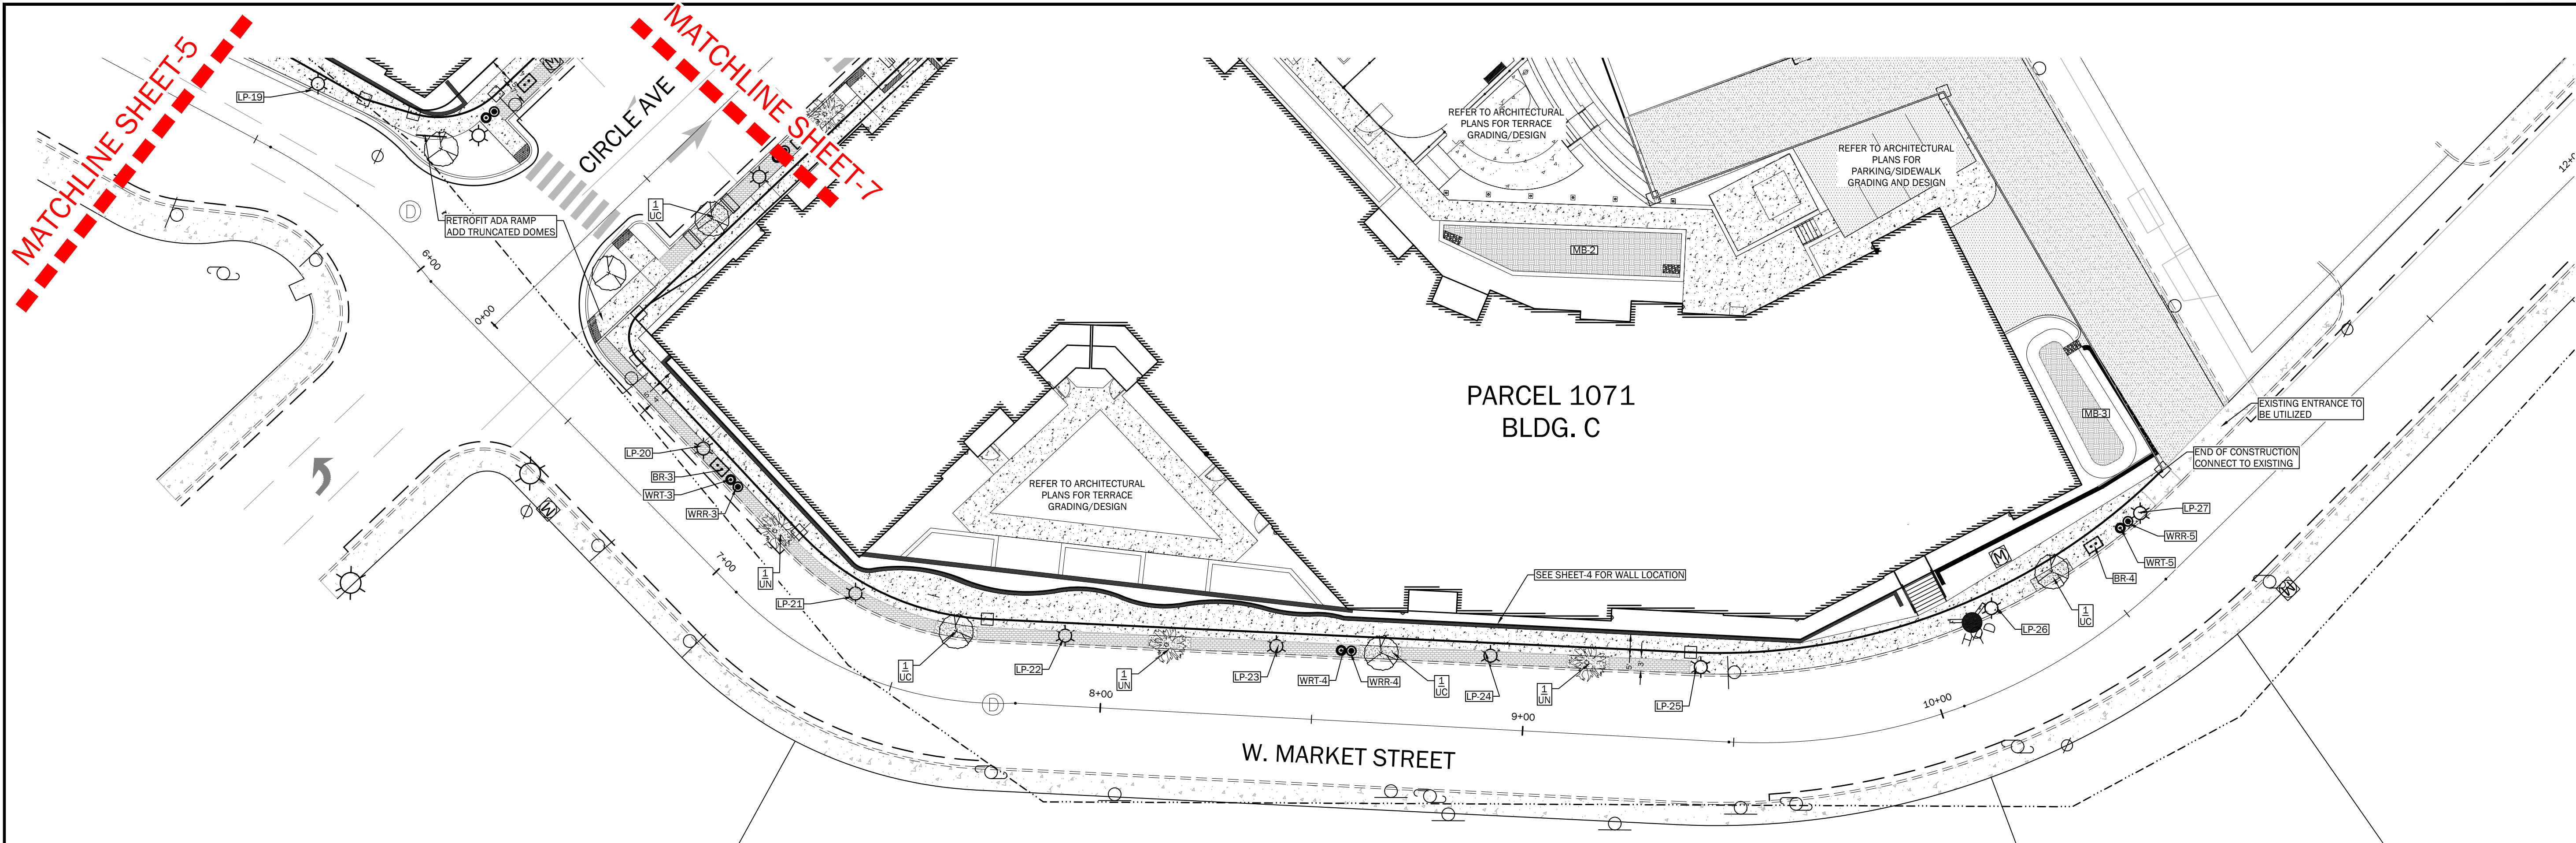 MATCHLINE SHEET-5
MATCHLINE SHEET-7
CIRCLE AVE
LP-19
M
D
1
UC
RETROFIT ADA RAMP
ADD TRUNCATED DOMES
6+00
0+00
REFER TO ARCHITECTURAL
PLANS FOR TERRACE
GRADING/DESIGN
REFER TO ARCHITECTURAL
PLANS FOR
PARKING/SIDEWALK
GRADING AND DESIGN
MB-2
12+0
PARCEL 1071
BLDG. C
MB-3
EXISTING ENTRANCE TO
BE UTILIZED
END OF CONSTRUCTION
CONNECT TO EXISTING
LP-20
BR-3
WRT-3
WRR-3
M
REFER TO ARCHITECTURAL
PLANS FOR TERRACE
GRADING/DESIGN
7+00
1
UN
LP-21
SEE SHEET-4 FOR WALL LOCATION
M
LP-27
WRR-5
WRT-5
BR-4
M
1
UC
LP-26
1
UC
LP-22
1
UN
LP-23
WRT-4
WRR-4
1
UC
LP-24
1
UN
5
3
LP-25
D
8+00
9+00
10+00
W. MARKET STREET